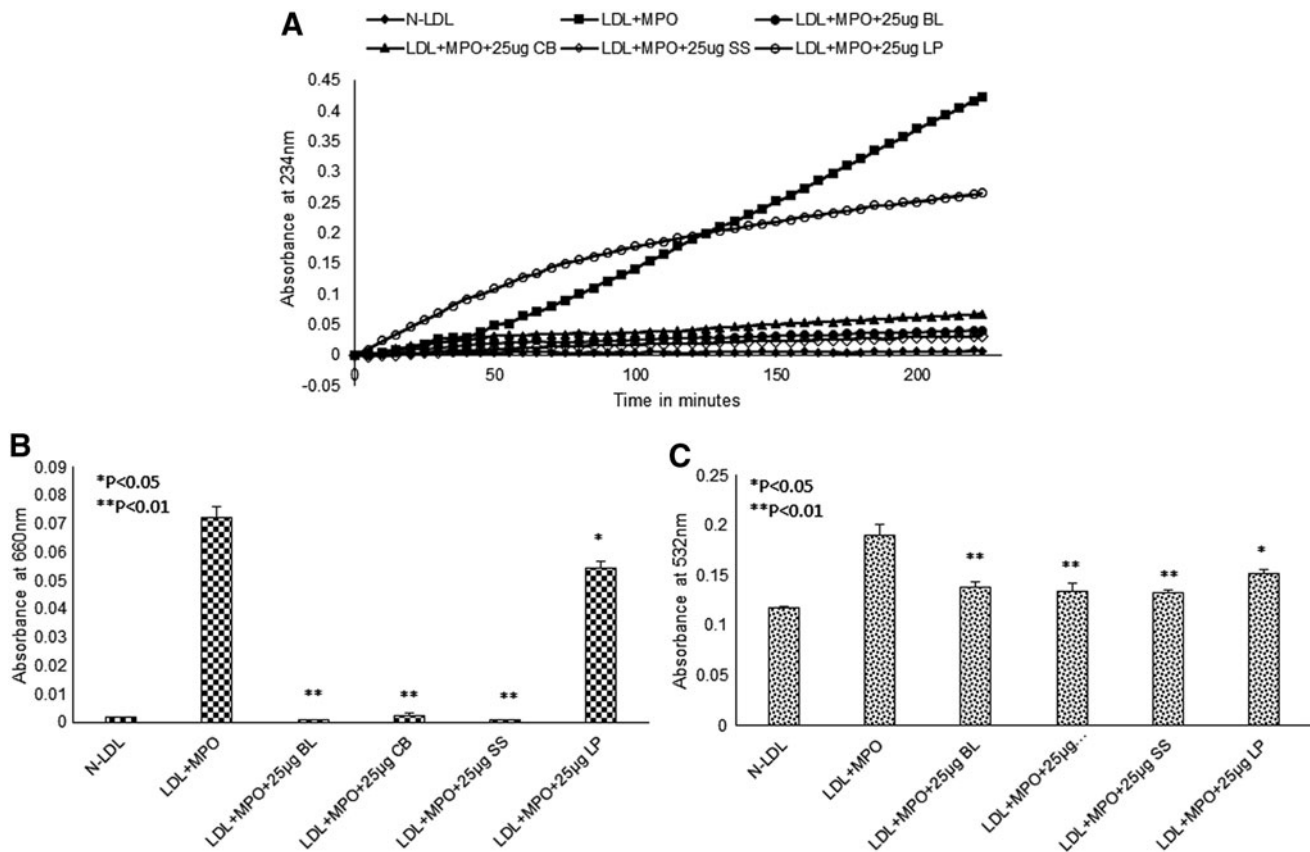 A
N-LDL LDL+MPO LDL+MPO+25ug BL
LDL+MPO+25ug CB LDL+MPO+25ug SS LDL+MPO+25ug LP
Absorbance at 234nm
0.45
0.4
0.35
0.3
0.25
0.2
0.15
0.1
0.05
0
-0.05
0 50 100 150 200
Time in minutes
B
*P<0.05
**P<0.01
Absorbance at 660nm
0.09
0.08
0.07
0.06
0.05
0.04
0.03
0.02
0.01
0
** ** ** *
N-LDL
LDL+MPO
LDL+MPO+25µg BL
LDL+MPO+25µg CB
LDL+MPO+25µg SS
LDL+MPO+25µg LP
C
*P<0.05
**P<0.01
Absorbance at 532nm
0.25
0.2
0.15
0.1
0.05
0
** ** ** *
N-LDL
LDL+MPO
LDL+MPO+25µg BL
LDL+MPO+25µg...
LDL+MPO+25µg SS
LDL+MPO+25µg LP